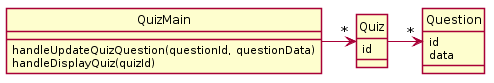 QuizMain
handleUpdateQuizQuestion(questionId, questionData)
handleDisplayQuiz(quizId)
*
Quiz
id
*
Question
id
data